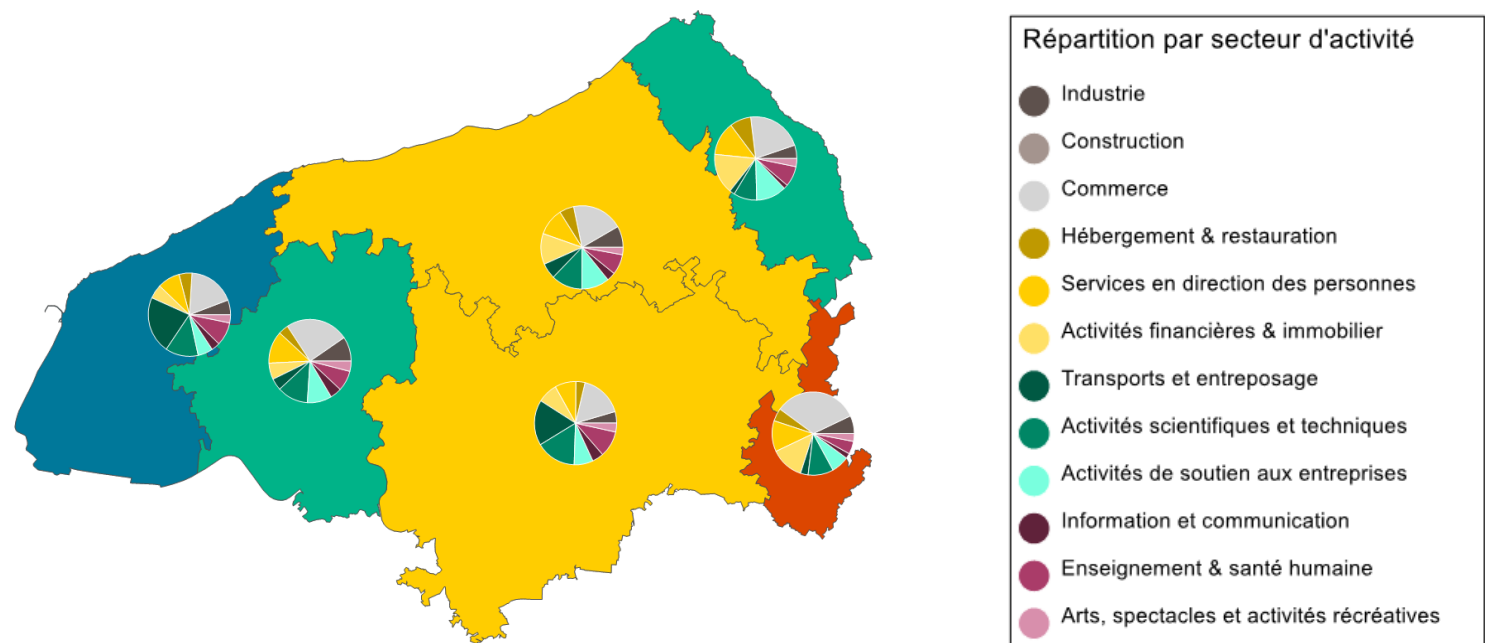 Répartition par secteur d'activité
Industrie
Construction
Commerce
Hébergement & restauration
Services en direction des personnes
Activités financières & immobilier
Transports et entreposage
Activités scientifiques et techniques
Activités de soutien aux entreprises
Information et communication
Enseignement & santé humaine
Arts, spectacles et activités récréatives